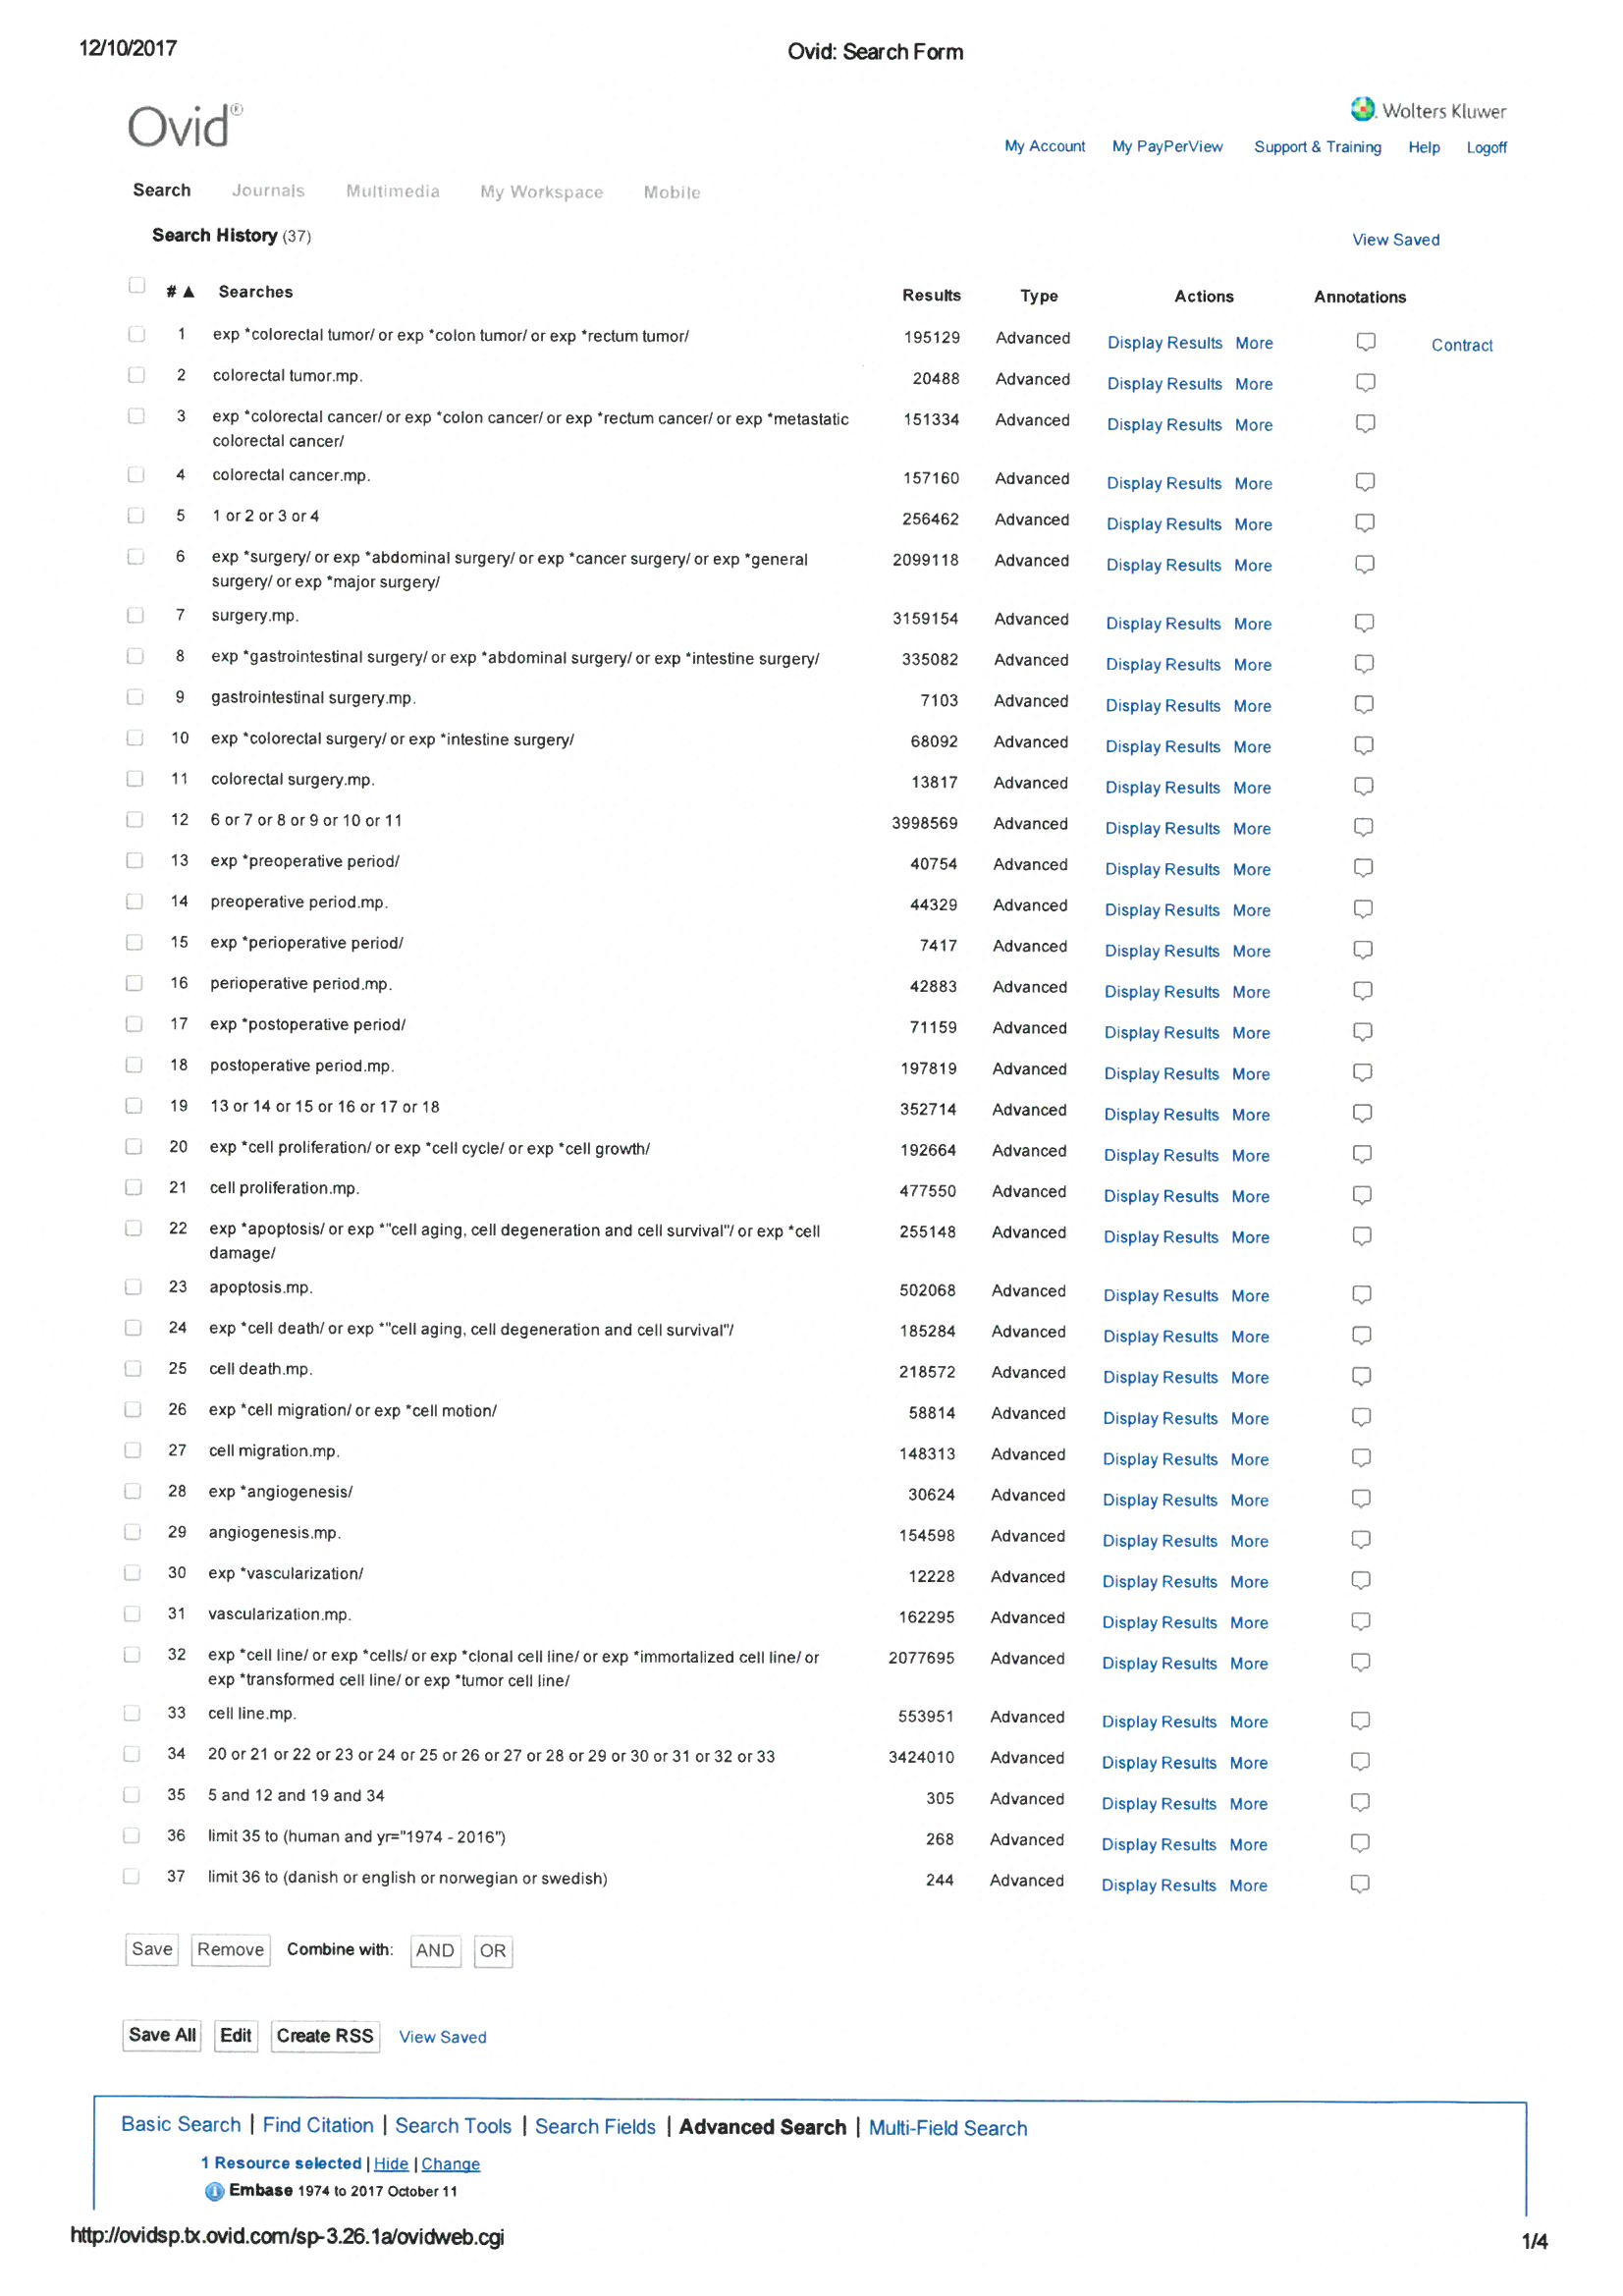 12/10/2017
Ovid: Search Form
Ovid®
Wolters Kluwer
My Account My PayPerView Support & Training Help Logoff
Search Journals Multimedia My Workspace Mobile
Search History (37)
View Saved
# ▲ Searches Results Type Actions Annotations
1 exp *colorectal tumor/ or exp *colon tumor/ or exp *rectum tumor/ 195129 Advanced Display Results More Contract
2 colorectal tumor.mp. 20488 Advanced Display Results More
3 exp *colorectal cancer/ or exp *colon cancer/ or exp *rectum cancer/ or exp *metastatic 151334 Advanced Display Results More
colorectal cancer/
4 colorectal cancer.mp. 157160 Advanced Display Results More
5 1 or 2 or 3 or 4 256462 Advanced Display Results More
6 exp *surgery/ or exp *abdominal surgery/ or exp *cancer surgery/ or exp *general 2099118 Advanced Display Results More
surgery/ or exp *major surgery/
7 surgery.mp. 3159154 Advanced Display Results More
8 exp *gastrointestinal surgery/ or exp *abdominal surgery/ or exp *intestine surgery/ 335082 Advanced Display Results More
9 gastrointestinal surgery.mp. 7103 Advanced Display Results More
10 exp *colorectal surgery/ or exp *intestine surgery/ 68092 Advanced Display Results More
11 colorectal surgery.mp. 13817 Advanced Display Results More
12 6 or 7 or 8 or 9 or 10 or 11 3998569 Advanced Display Results More
13 exp *preoperative period/ 40754 Advanced Display Results More
14 preoperative period.mp. 44329 Advanced Display Results More
15 exp *perioperative period/ 7417 Advanced Display Results More
16 perioperative period.mp. 42883 Advanced Display Results More
17 exp *postoperative period/ 71159 Advanced Display Results More
18 postoperative period.mp. 197819 Advanced Display Results More
19 13 or 14 or 15 or 16 or 17 or 18 352714 Advanced Display Results More
20 exp *cell proliferation/ or exp *cell cycle/ or exp *cell growth/ 192664 Advanced Display Results More
21 cell proliferation.mp. 477550 Advanced Display Results More
22 exp *apoptosis/ or exp *"cell aging, cell degeneration and cell survival"/ or exp *cell 255148 Advanced Display Results More
damage/
23 apoptosis.mp. 502068 Advanced Display Results More
24 exp *cell death/ or exp *"cell aging, cell degeneration and cell survival"/ 185284 Advanced Display Results More
25 cell death.mp. 218572 Advanced Display Results More
26 exp *cell migration/ or exp *cell motion/ 58814 Advanced Display Results More
27 cell migration.mp. 148313 Advanced Display Results More
28 exp *angiogenesis/ 30624 Advanced Display Results More
29 angiogenesis.mp. 154598 Advanced Display Results More
30 exp *vascularization/ 12228 Advanced Display Results More
31 vascularization.mp. 162295 Advanced Display Results More
32 exp *cell line/ or exp *cells/ or exp *clonal cell line/ or exp *immortalized cell line/ or 2077695 Advanced Display Results More
exp *transformed cell line/ or exp *tumor cell line/
33 cell line.mp. 553951 Advanced Display Results More
34 20 or 21 or 22 or 23 or 24 or 25 or 26 or 27 or 28 or 29 or 30 or 31 or 32 or 33 3424010 Advanced Display Results More
35 5 and 12 and 19 and 34 305 Advanced Display Results More
36 limit 35 to (human and yr="1974 - 2016") 268 Advanced Display Results More
37 limit 36 to (danish or english or norwegian or swedish) 244 Advanced Display Results More
Save Remove Combine with: AND OR
Save All Edit Create RSS View Saved
Basic Search | Find Citation | Search Tools | Search Fields | Advanced Search | Multi-Field Search
1 Resource selected | Hide | Change
Embase 1974 to 2017 October 11
http://ovidsp.tx.ovid.com/sp-3.26.1a/ovidweb.cgi
1/4